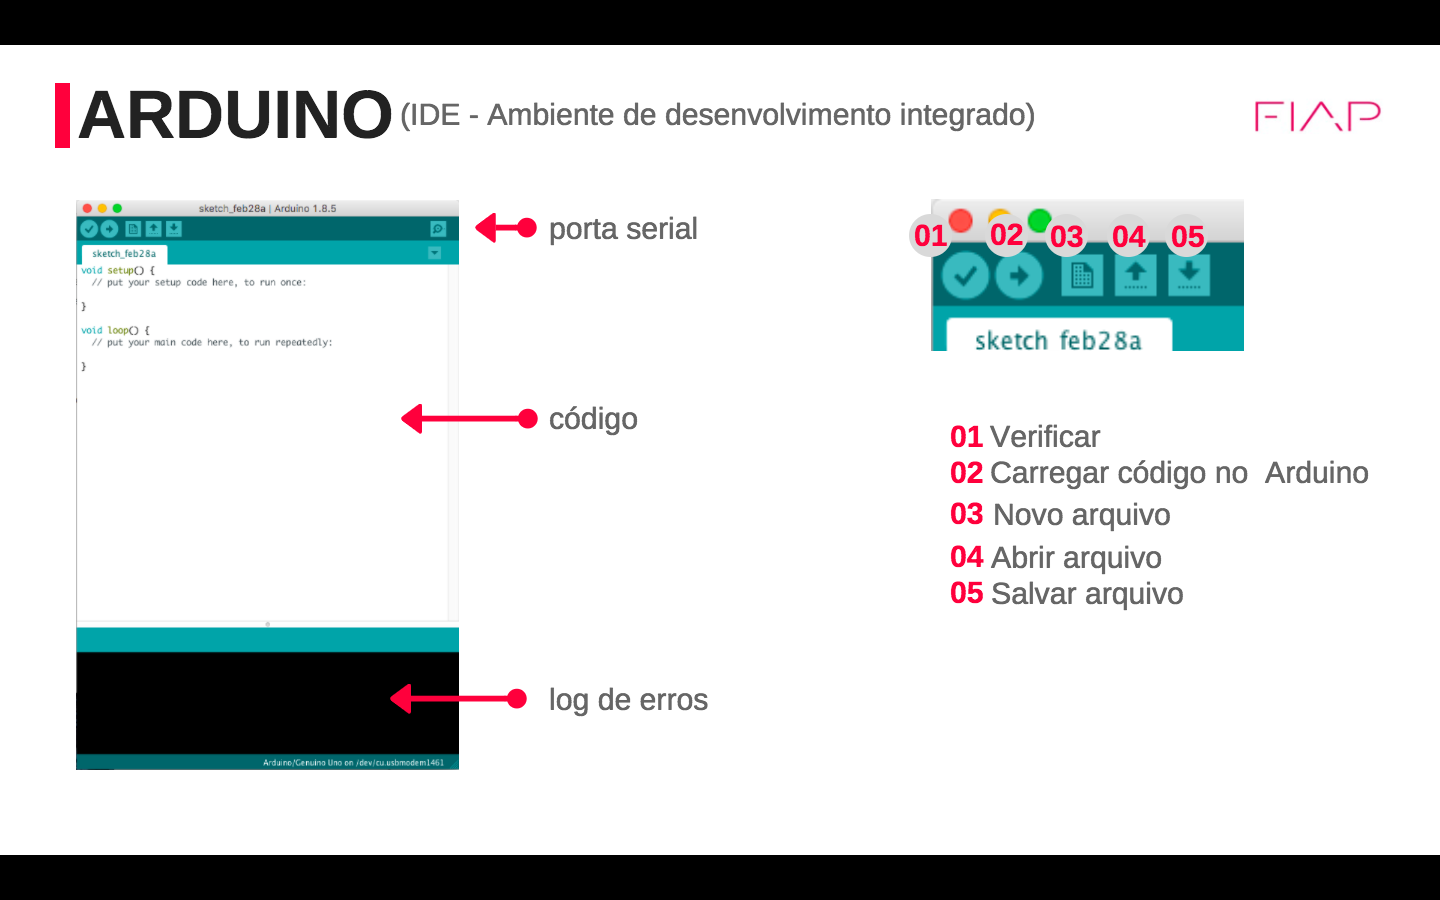 ARDUINO (IDE - Ambiente de desenvolvimento integrado)
FIAP
sketch_feb28a | Arduino 1.8.5
sketch_feb28a
void setup() {
// put your setup code here, to run once:
}
void loop() {
// put your main code here, to run repeatedly:
}
Arduino/Genuino Uno on /dev/cu.usbmodem1461
porta serial
código
log de erros
01 02 03 04 05
sketch feb28a
01 Verificar
02 Carregar código no Arduino
03 Novo arquivo
04 Abrir arquivo
05 Salvar arquivo